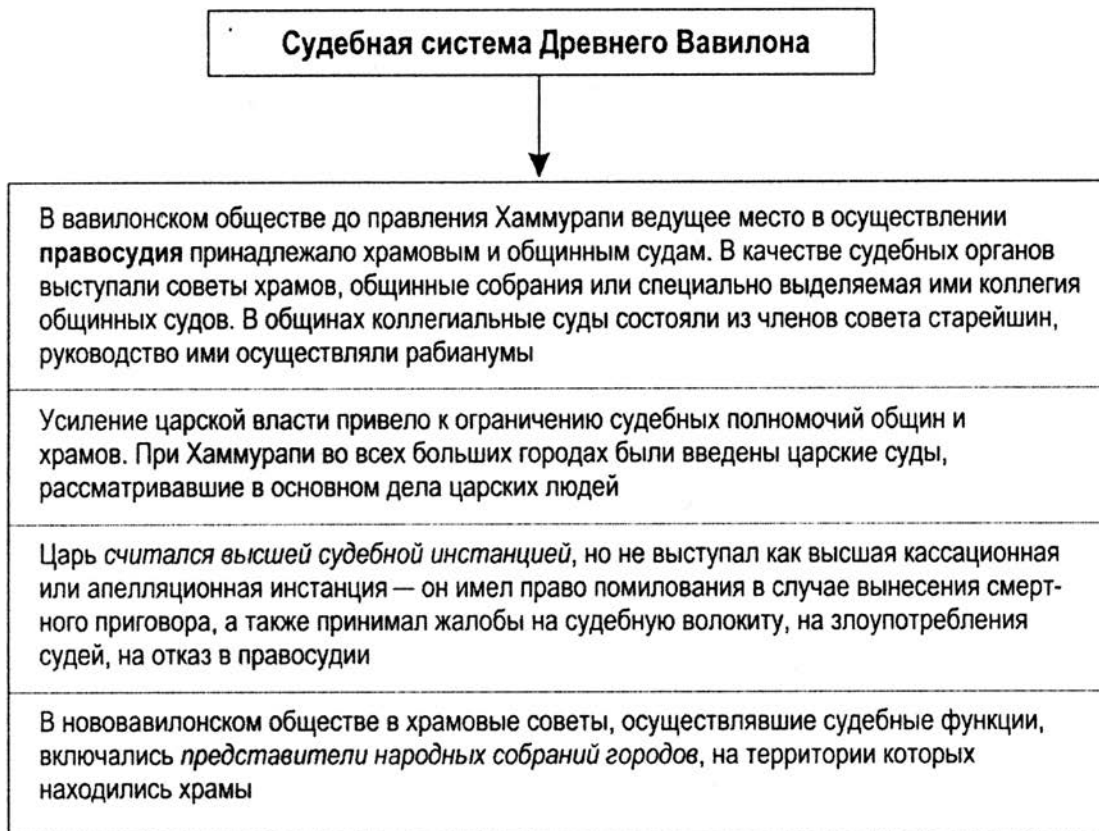 Судебная система Древнего Вавилона
В вавилонском обществе до правления Хаммурапи ведущее место в осуществлении
правосудия принадлежало храмовым и общинным судам. В качестве судебных органов
выступали советы храмов, общинные собрания или специально выделяемая ими коллегия
общинных судов. В общинах коллегиальные суды состояли из членов совета старейшин,
руководство ими осуществляли рабианумы
Усиление царской власти привело к ограничению судебных полномочий общин и
храмов. При Хаммурапи во всех больших городах были введены царские суды,
рассматривавшие в основном дела царских людей
Царь считался высшей судебной инстанцией, но не выступал как высшая кассационная
или апелляционная инстанция — он имел право помилования в случае вынесения смерт-
ного приговора, а также принимал жалобы на судебную волокиту, на злоупотребления
судей, на отказ в правосудии
В нововавилонском обществе в храмовые советы, осуществлявшие судебные функции,
включались представители народных собраний городов, на территории которых
находились храмы